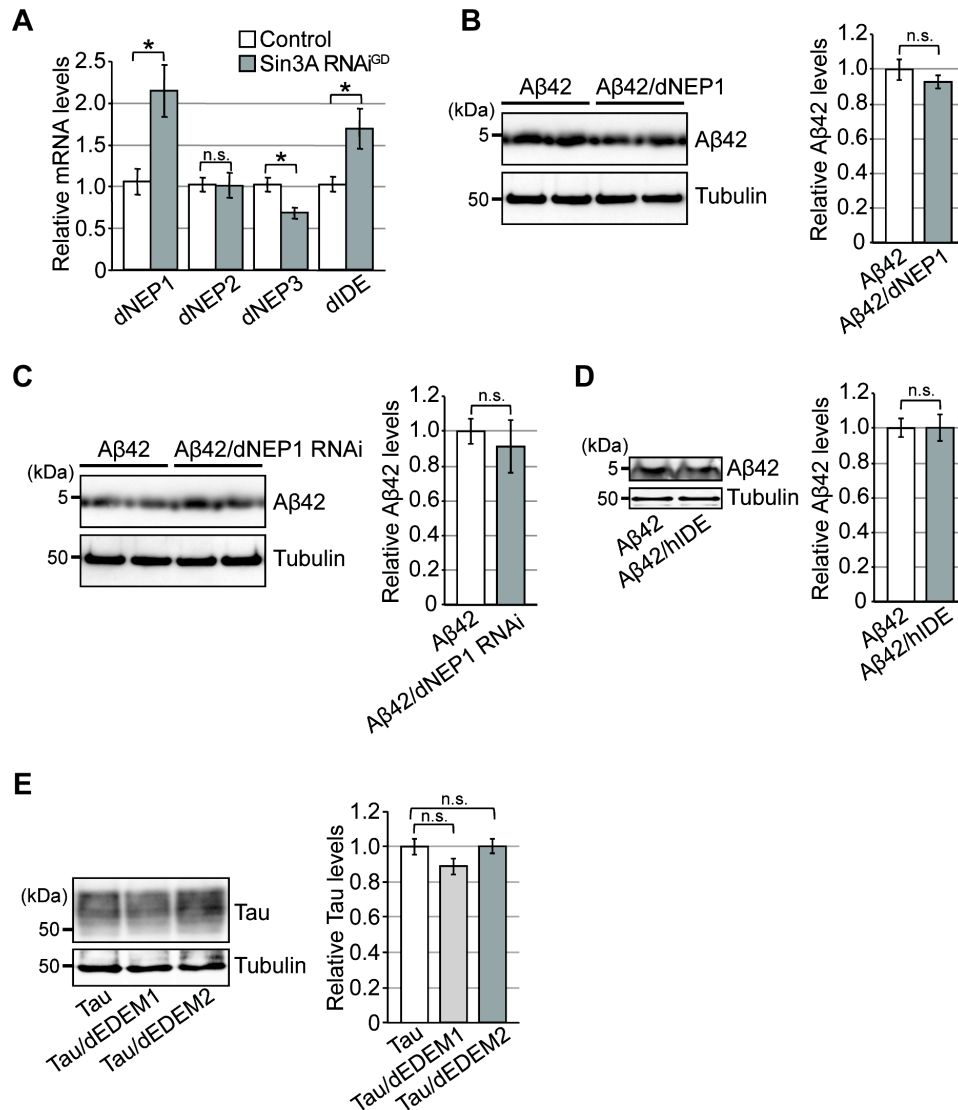 A
Control
Sin3A RNAiGD
Relative mRNA levels
2.5
2.0
1.5
1.0
0.5
0
*
n.s.
*
*
dNEP1
dNEP2
dNEP3
dIDE
B
Aβ42 Aβ42/dNEP1
(kDa)
5 Aβ42
50 Tubulin
Relative Aβ42 levels
1.2
1.0
0.8
0.6
0.4
0.2
0
n.s.
Aβ42
Aβ42/dNEP1
C
Aβ42 Aβ42/dNEP1 RNAi
(kDa)
5 Aβ42
50 Tubulin
Relative Aβ42 levels
1.2
1.0
0.8
0.6
0.4
0.2
0
n.s.
Aβ42
Aβ42/dNEP1 RNAi
D
(kDa)
5 Aβ42
50 Tubulin
Aβ42
Aβ42/hIDE
Relative Aβ42 levels
1.2
1.0
0.8
0.6
0.4
0.2
0
n.s.
Aβ42
Aβ42/hIDE
E
(kDa)
Tau
50
50 Tubulin
Tau
Tau/dEDEM1
Tau/dEDEM2
Relative Tau levels
1.2
1.0
0.8
0.6
0.4
0.2
0
n.s.
n.s.
Tau
Tau/dEDEM1
Tau/dEDEM2